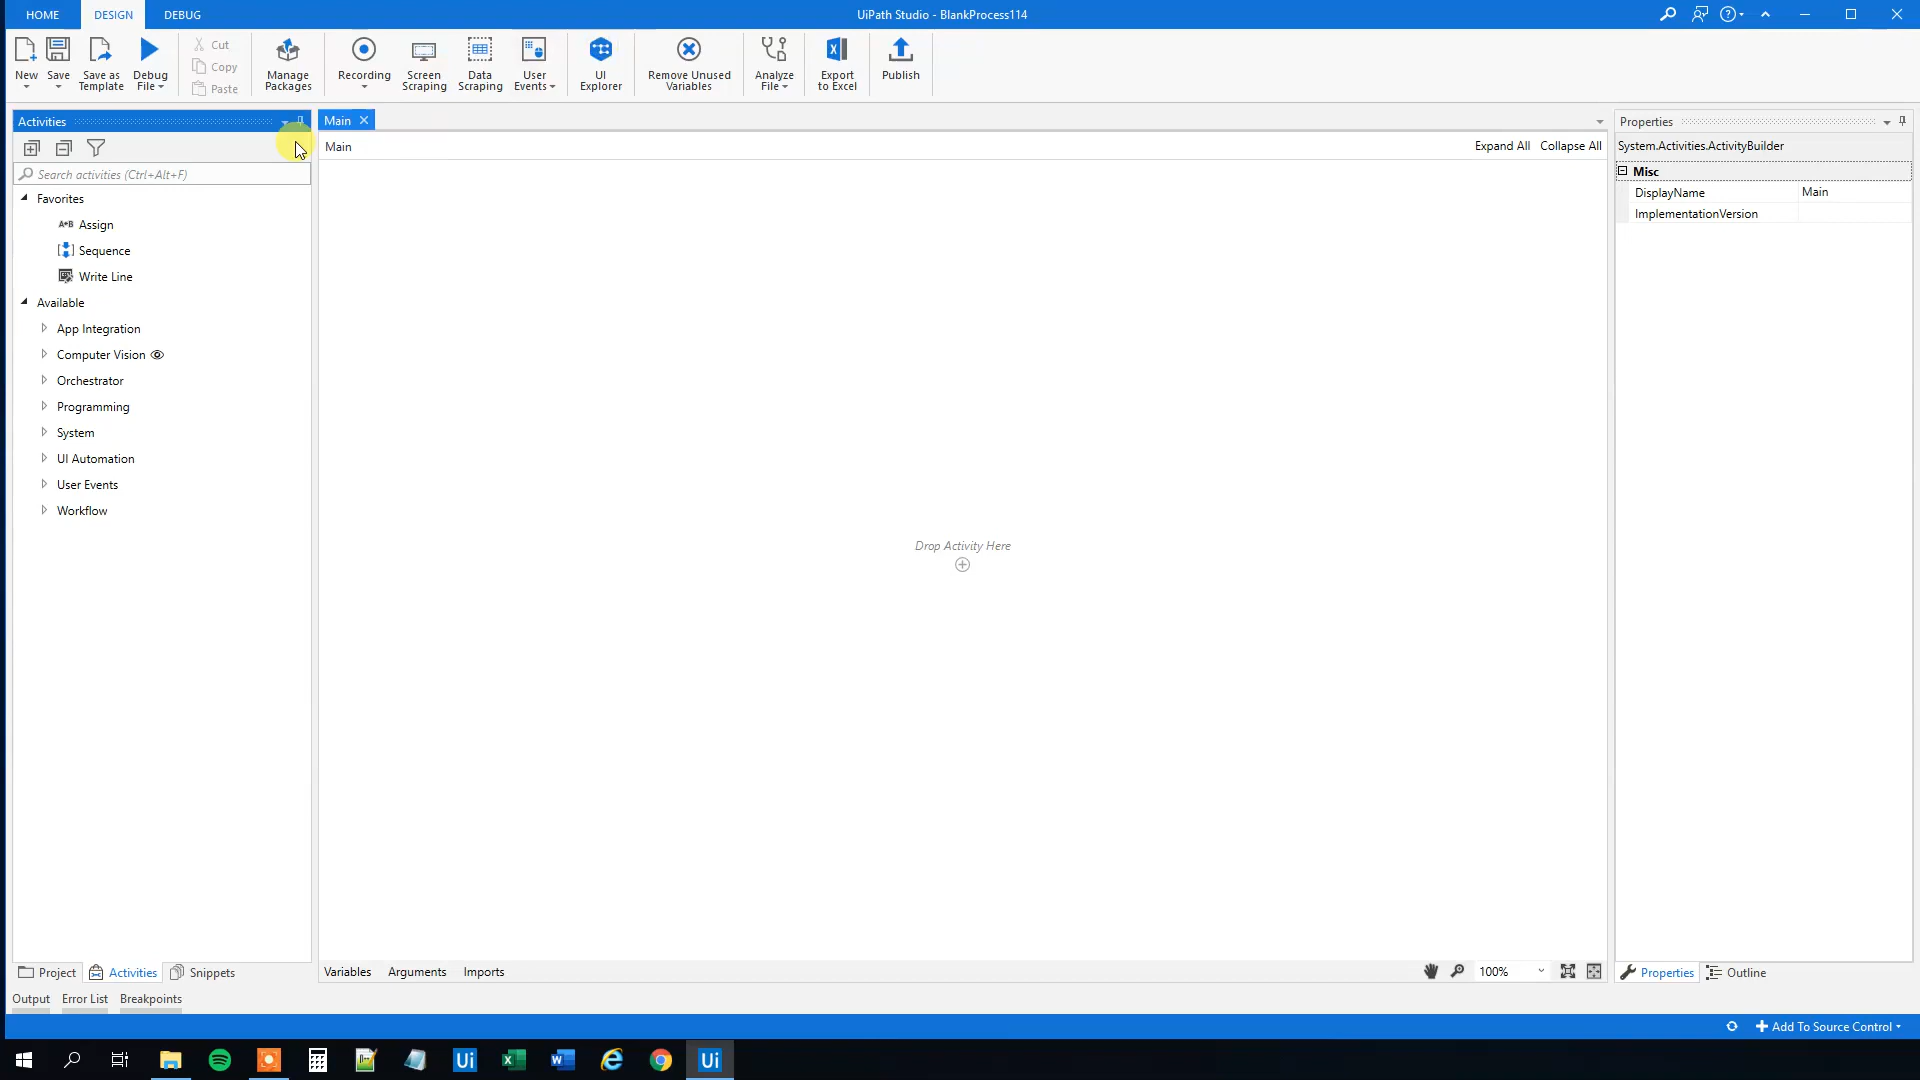 HOME
DESIGN
DEBUG
UiPath Studio - BlankProcess114
New
Save
Save as
Template
Debug
File
Cut
Copy
Paste
Manage
Packages
Recording
Screen
Scraping
Data
Scraping
User
Events
UI
Explorer
Remove Unused
Variables
Analyze
File
Export
to Excel
Publish
Activities
Search activities (Ctrl+Alt+F)
Favorites
Assign
Sequence
Write Line
Available
App Integration
Computer Vision
Orchestrator
Programming
System
UI Automation
User Events
Workflow
Project
Activities
Snippets
Output
Error List
Breakpoints
Main
Main
Expand All
Collapse All
Drop Activity Here
Variables
Arguments
Imports
100%
Properties
System.Activities.ActivityBuilder
Misc
DisplayName Main
ImplementationVersion
Properties
Outline
Add To Source Control
Ui
Ui